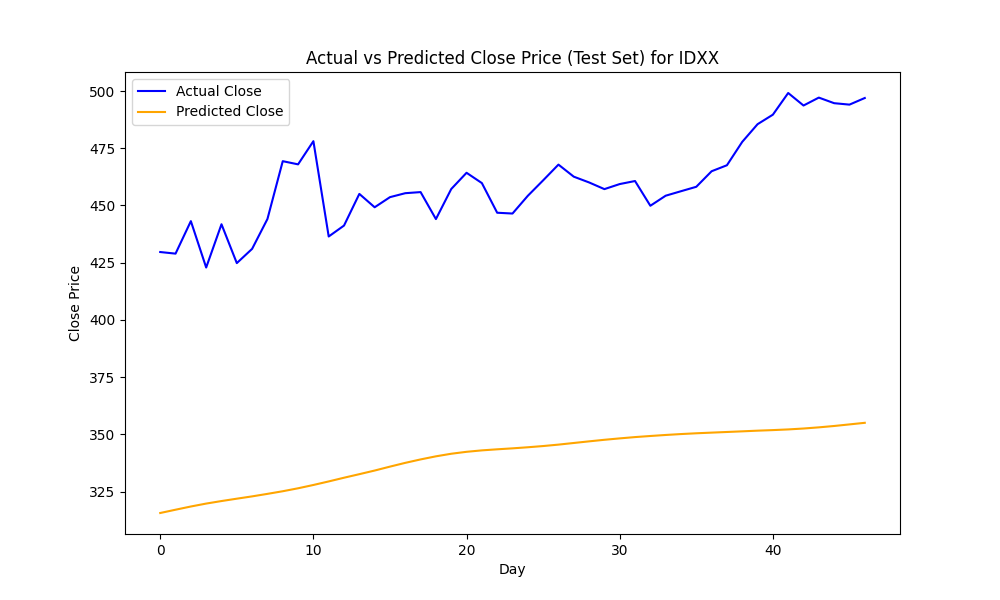 Actual vs Predicted Close Price (Test Set) for IDXX
Actual Close
Predicted Close
500
475
450
425
400
375
350
325
Close Price
0
10
20
30
40
Day